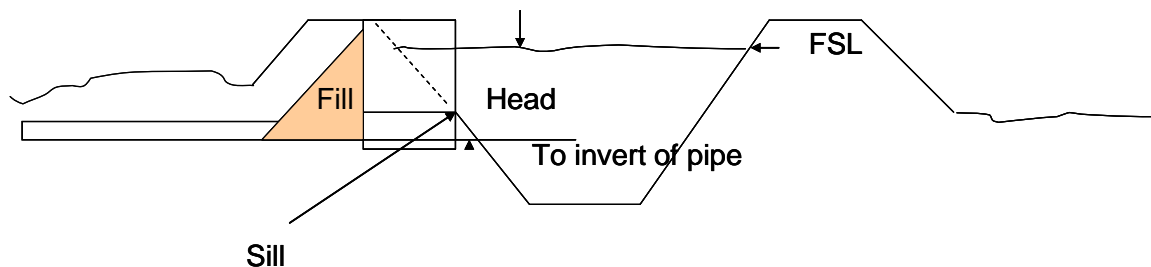 FSL
Fill
Head
To invert of pipe
Sill